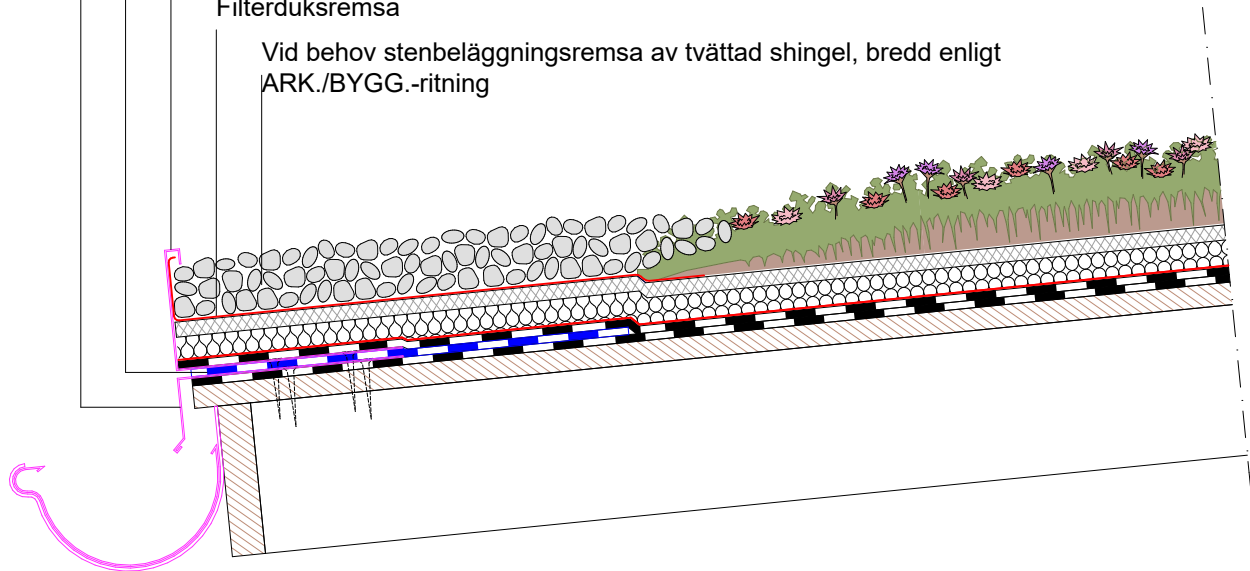 Filterduksremsa
Vid behov stenbeläggningsremsa av tvättad shingel, bredd enligt
ARK./BYGG.-ritning